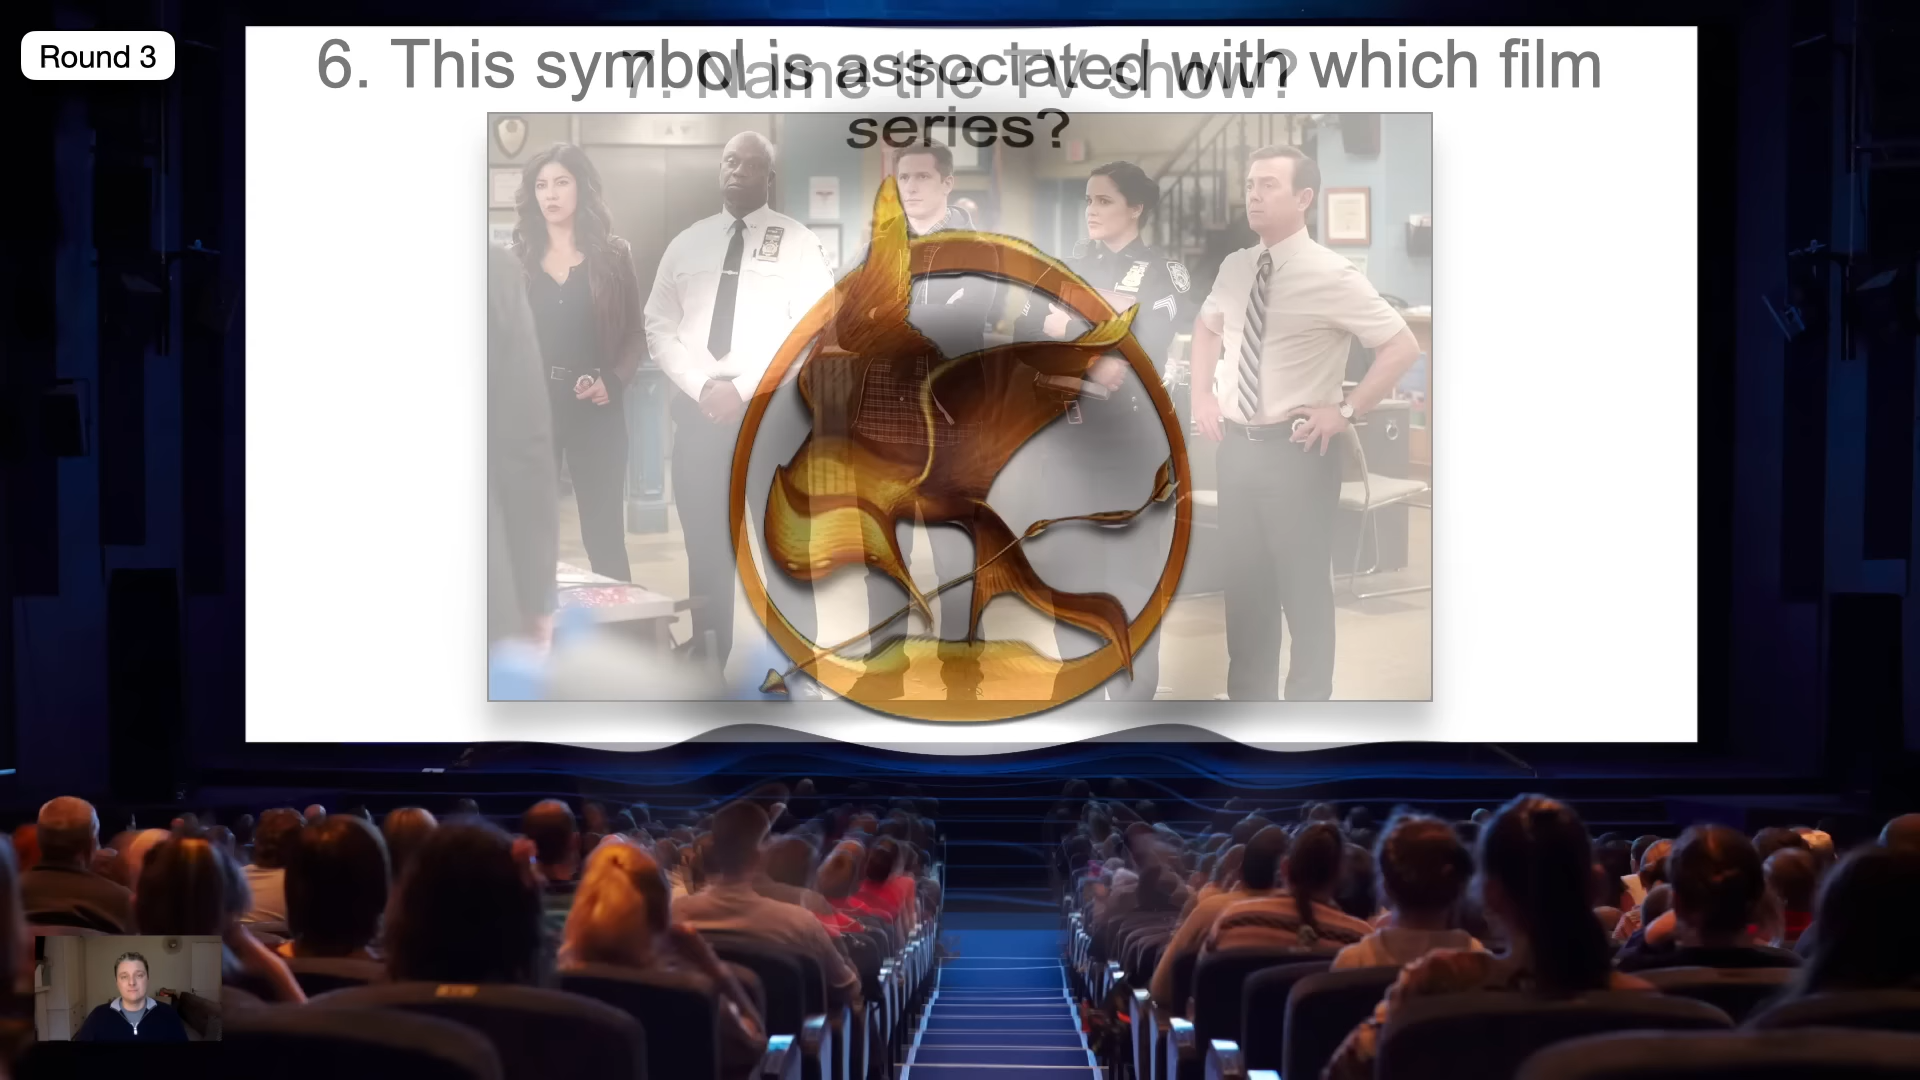 Round 3
6. This symbol is associated with which film
series?
7. Name the TV show?